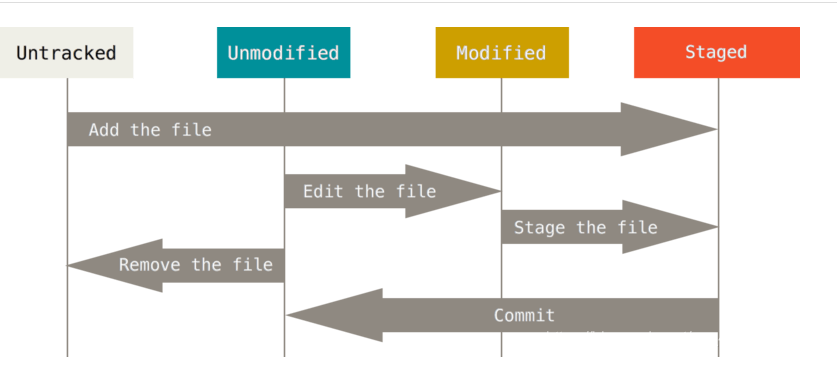 Untracked
Unmodified
Modified
Staged
Add the file
Edit the file
Stage the file
Remove the file
Commit